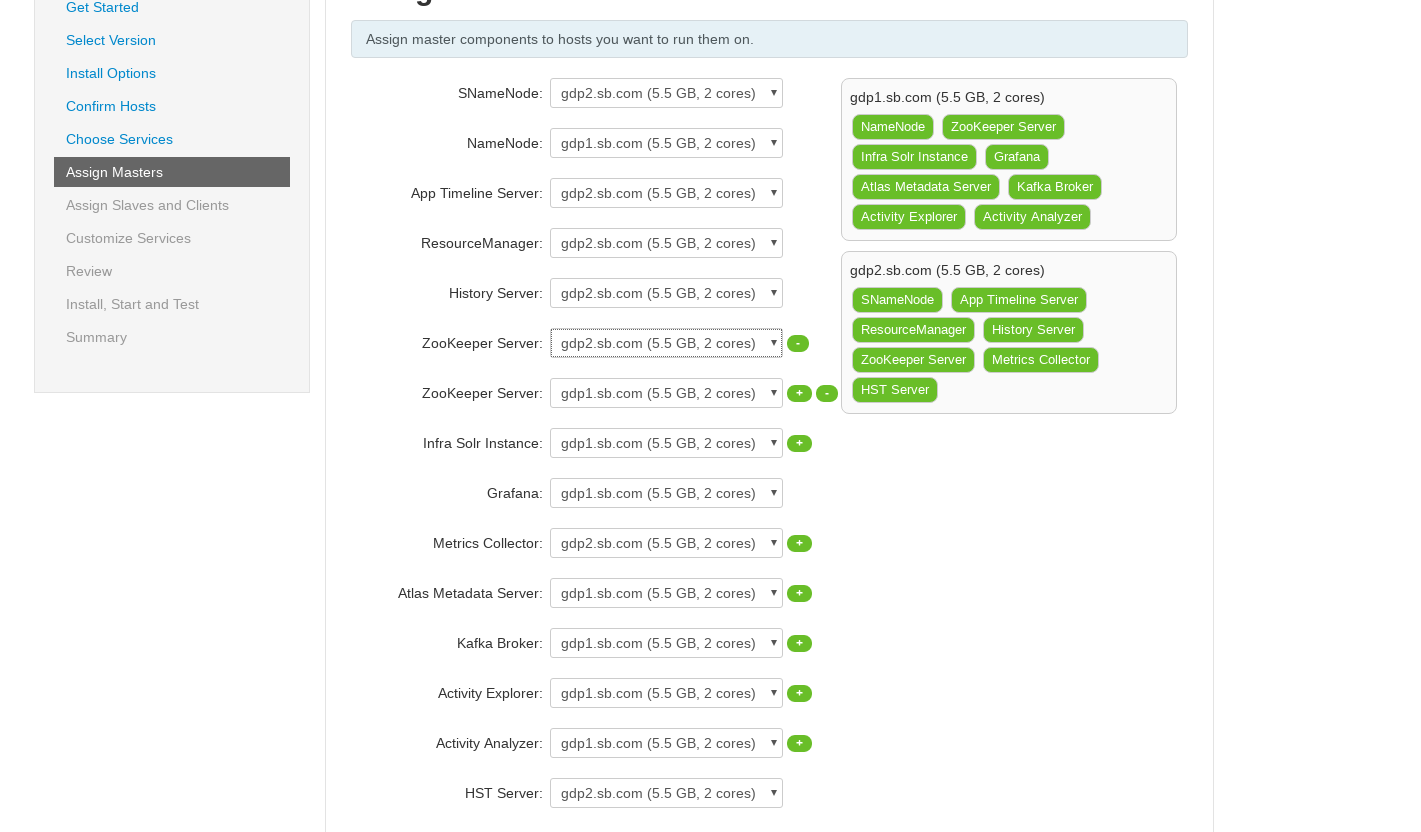 Get Started
Select Version
Install Options
Confirm Hosts
Choose Services
Assign Masters
Assign Slaves and Clients
Customize Services
Review
Install, Start and Test
Summary
Assign master components to hosts you want to run them on.
SNameNode: gdp2.sb.com (5.5 GB, 2 cores)
NameNode: gdp1.sb.com (5.5 GB, 2 cores)
App Timeline Server: gdp2.sb.com (5.5 GB, 2 cores)
ResourceManager: gdp2.sb.com (5.5 GB, 2 cores)
History Server: gdp2.sb.com (5.5 GB, 2 cores)
ZooKeeper Server: gdp2.sb.com (5.5 GB, 2 cores) -
ZooKeeper Server: gdp1.sb.com (5.5 GB, 2 cores) + -
Infra Solr Instance: gdp1.sb.com (5.5 GB, 2 cores) +
Grafana: gdp1.sb.com (5.5 GB, 2 cores)
Metrics Collector: gdp2.sb.com (5.5 GB, 2 cores) +
Atlas Metadata Server: gdp1.sb.com (5.5 GB, 2 cores) +
Kafka Broker: gdp1.sb.com (5.5 GB, 2 cores) +
Activity Explorer: gdp1.sb.com (5.5 GB, 2 cores) +
Activity Analyzer: gdp1.sb.com (5.5 GB, 2 cores) +
HST Server: gdp2.sb.com (5.5 GB, 2 cores)
gdp1.sb.com (5.5 GB, 2 cores)
NameNode ZooKeeper Server
Infra Solr Instance Grafana
Atlas Metadata Server Kafka Broker
Activity Explorer Activity Analyzer
gdp2.sb.com (5.5 GB, 2 cores)
SNameNode App Timeline Server
ResourceManager History Server
ZooKeeper Server Metrics Collector
HST Server